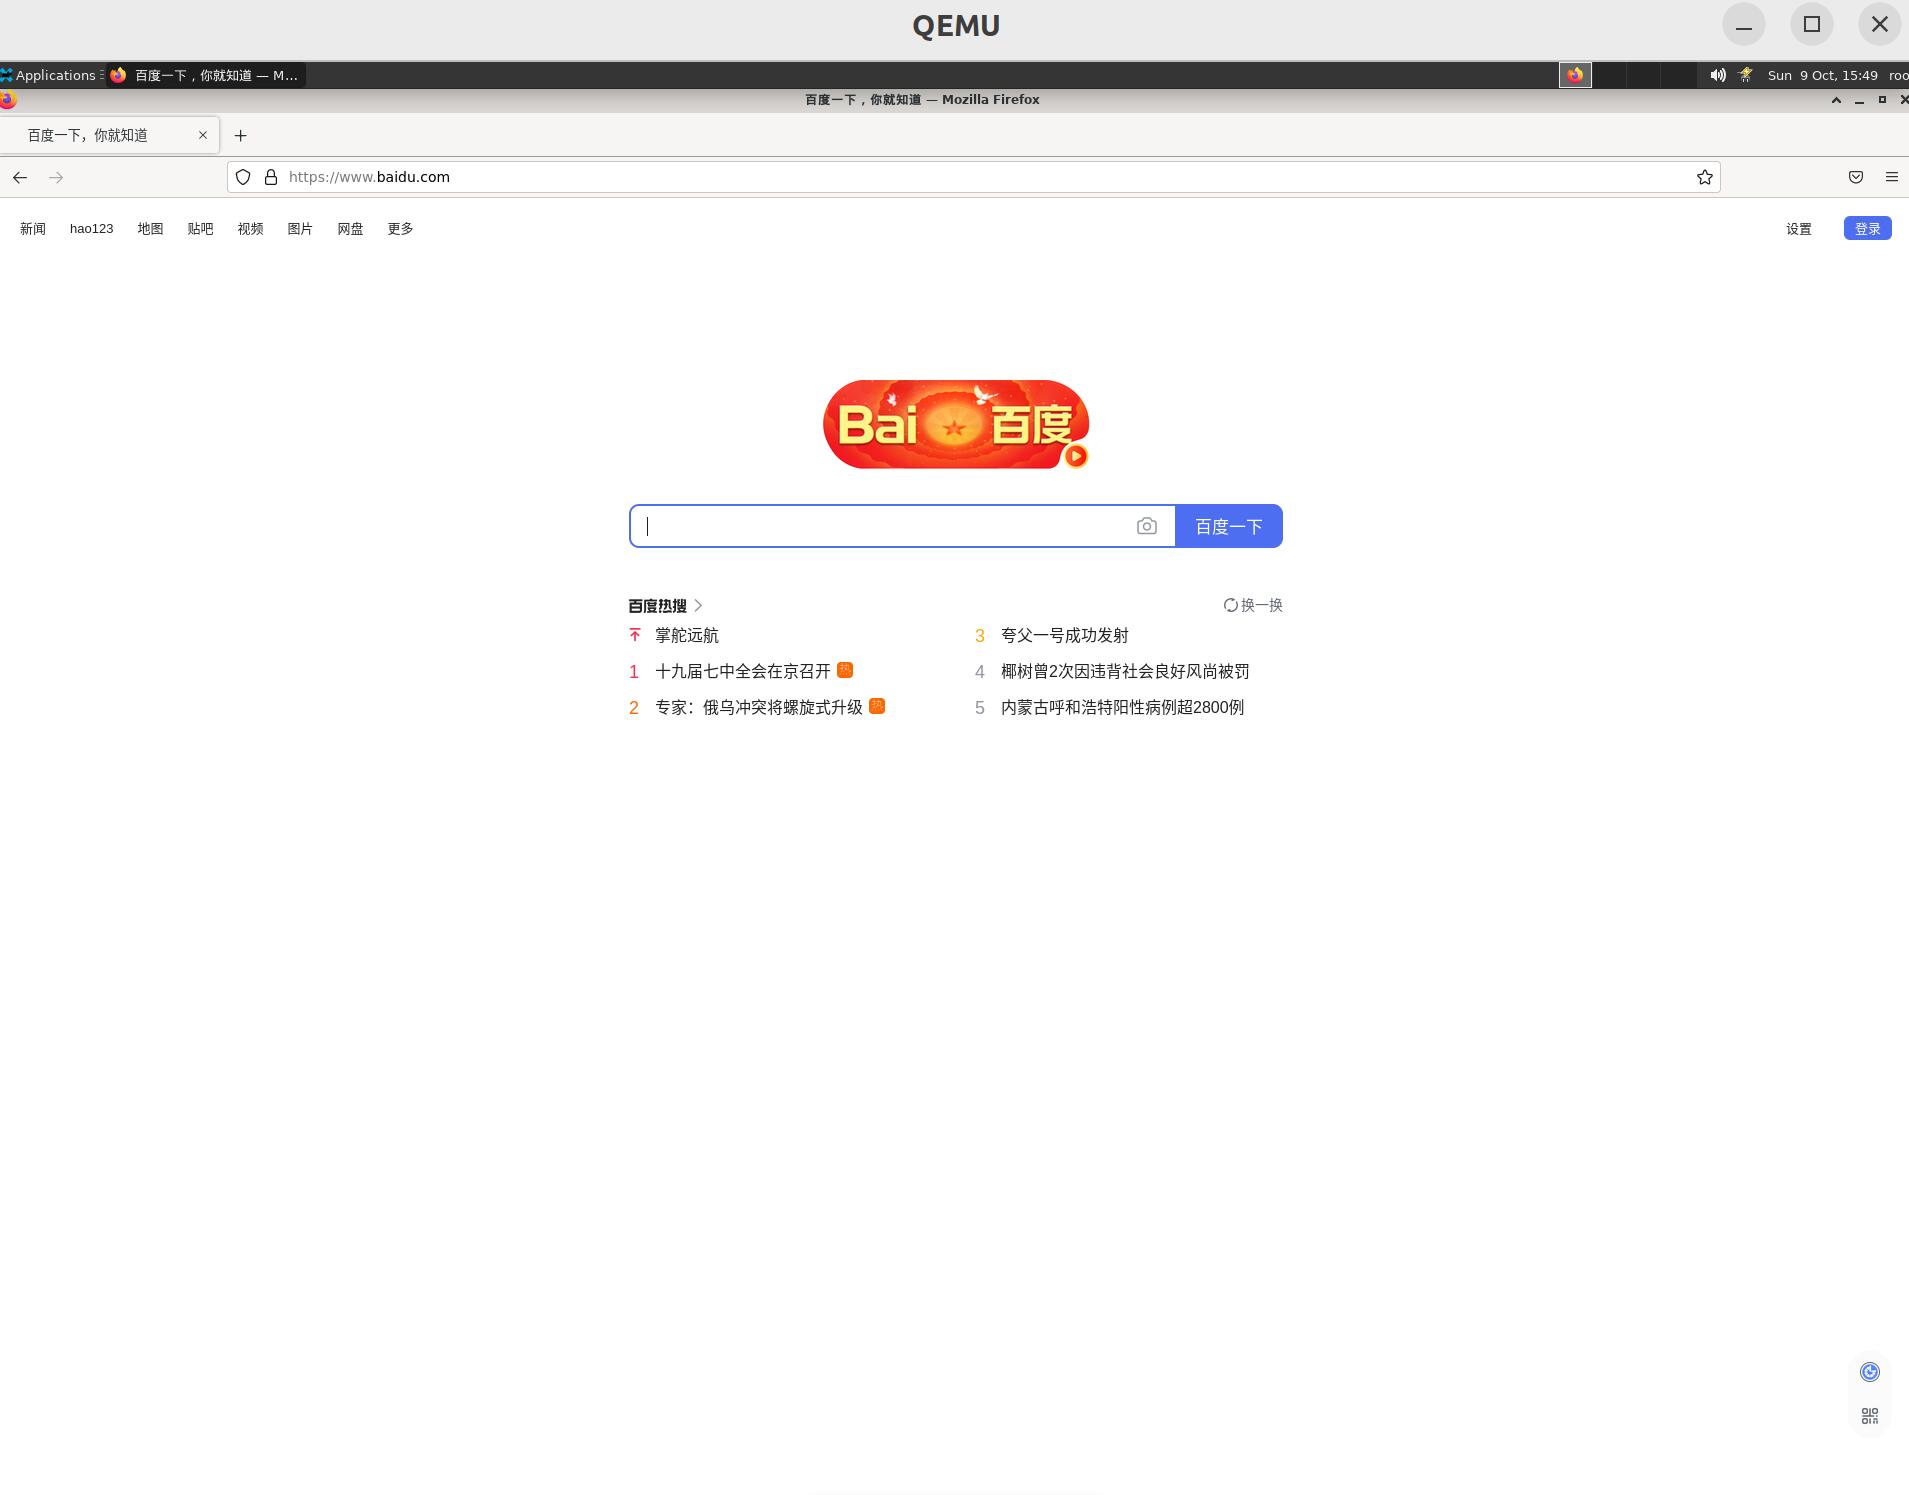 QEMU
Applications 百度一下，你就知道 — M... Sun 9 Oct, 15:49 roo
百度一下，你就知道 — Mozilla Firefox
百度一下，你就知道
https://www.baidu.com
新闻 hao123 地图 贴吧 视频 图片 网盘 更多 设置 登录
Bai 百度
百度一下
百度热搜 换一换
掌舵远航
1 十九届七中全会在京召开 热
2 专家：俄乌冲突将螺旋式升级 热
3 夸父一号成功发射
4 椰树曾2次因违背社会良好风尚被罚
5 内蒙古呼和浩特阳性病例超2800例